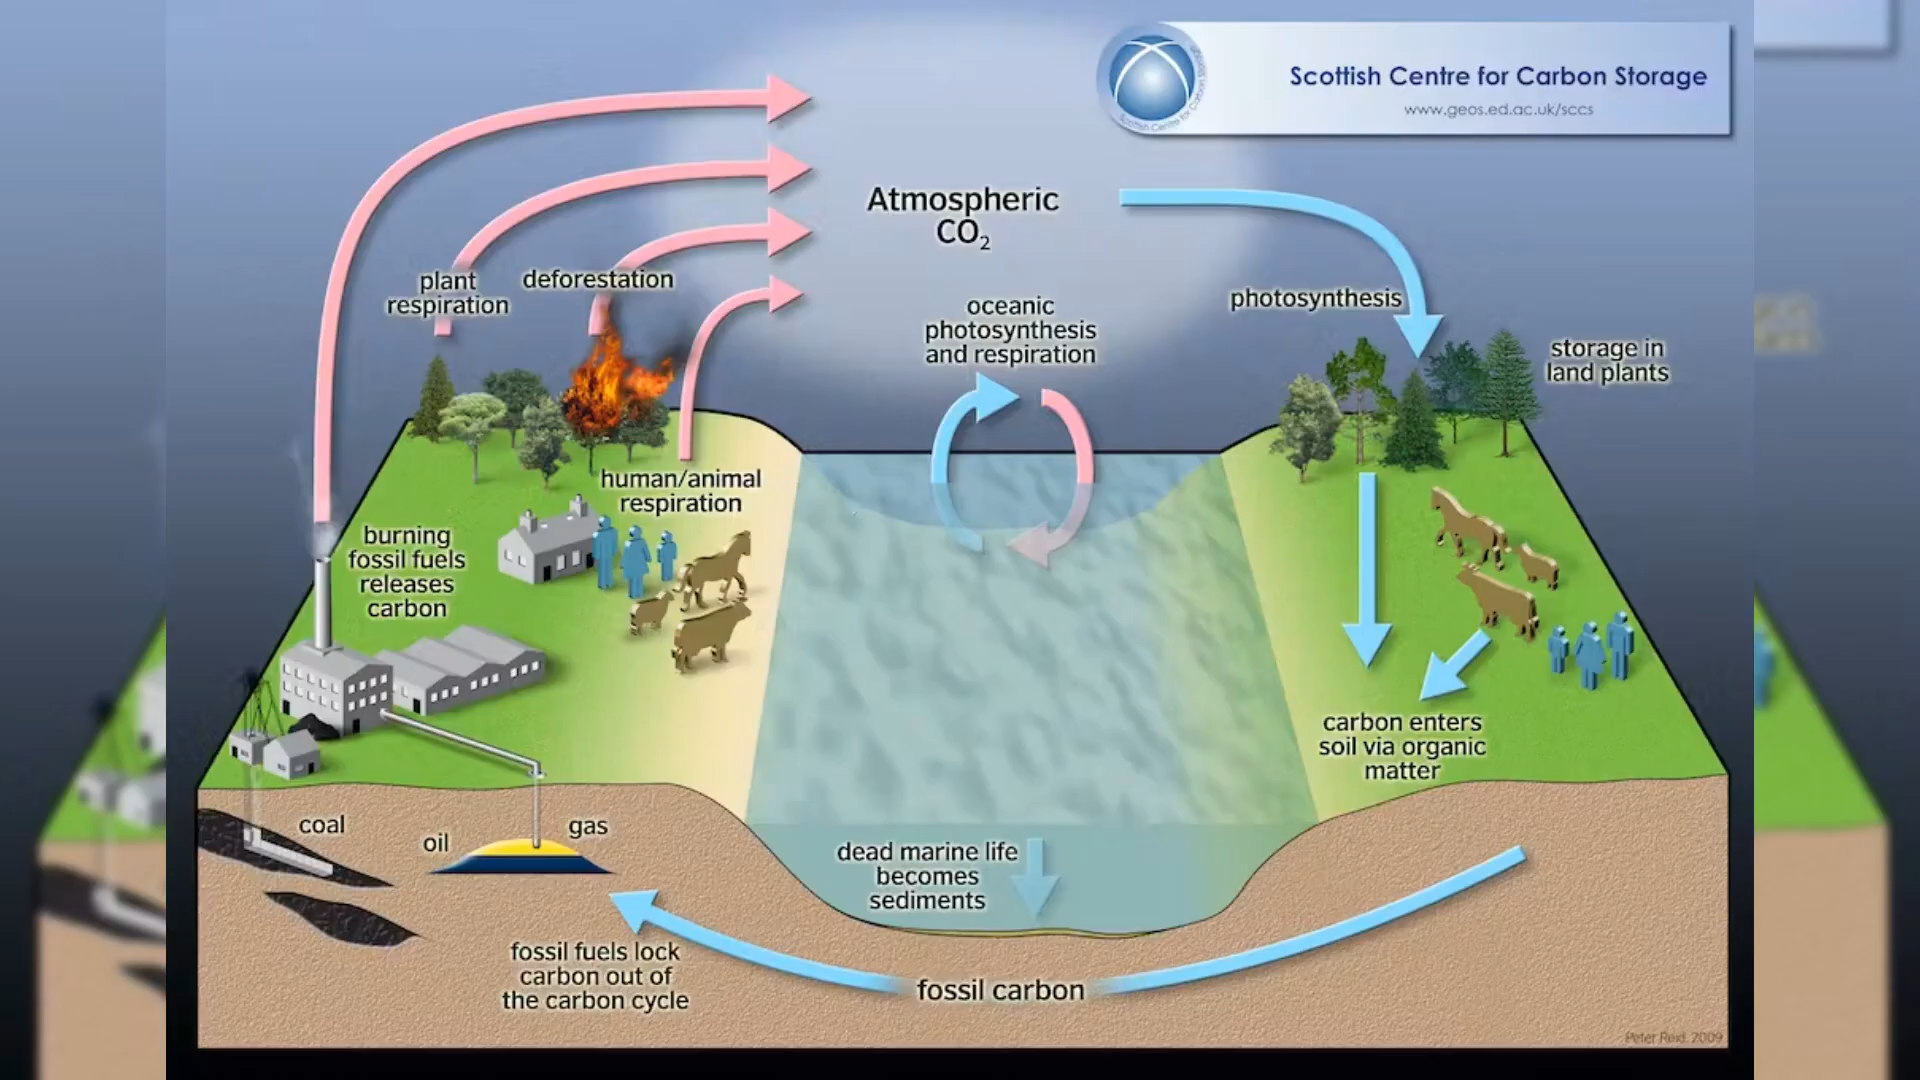 Scottish Centre for Carbon Storage
www.geos.ed.ac.uk/sccs
Atmospheric
CO₂
plant
respiration
deforestation
oceanic
photosynthesis
and respiration
photosynthesis
storage in
land plants
human/animal
respiration
burning
fossil fuels
releases
carbon
carbon enters
soil via organic
matter
coal
oil
gas
dead marine life
becomes
sediments
fossil fuels lock
carbon out of
the carbon cycle
fossil carbon
Peter Reid. 2009